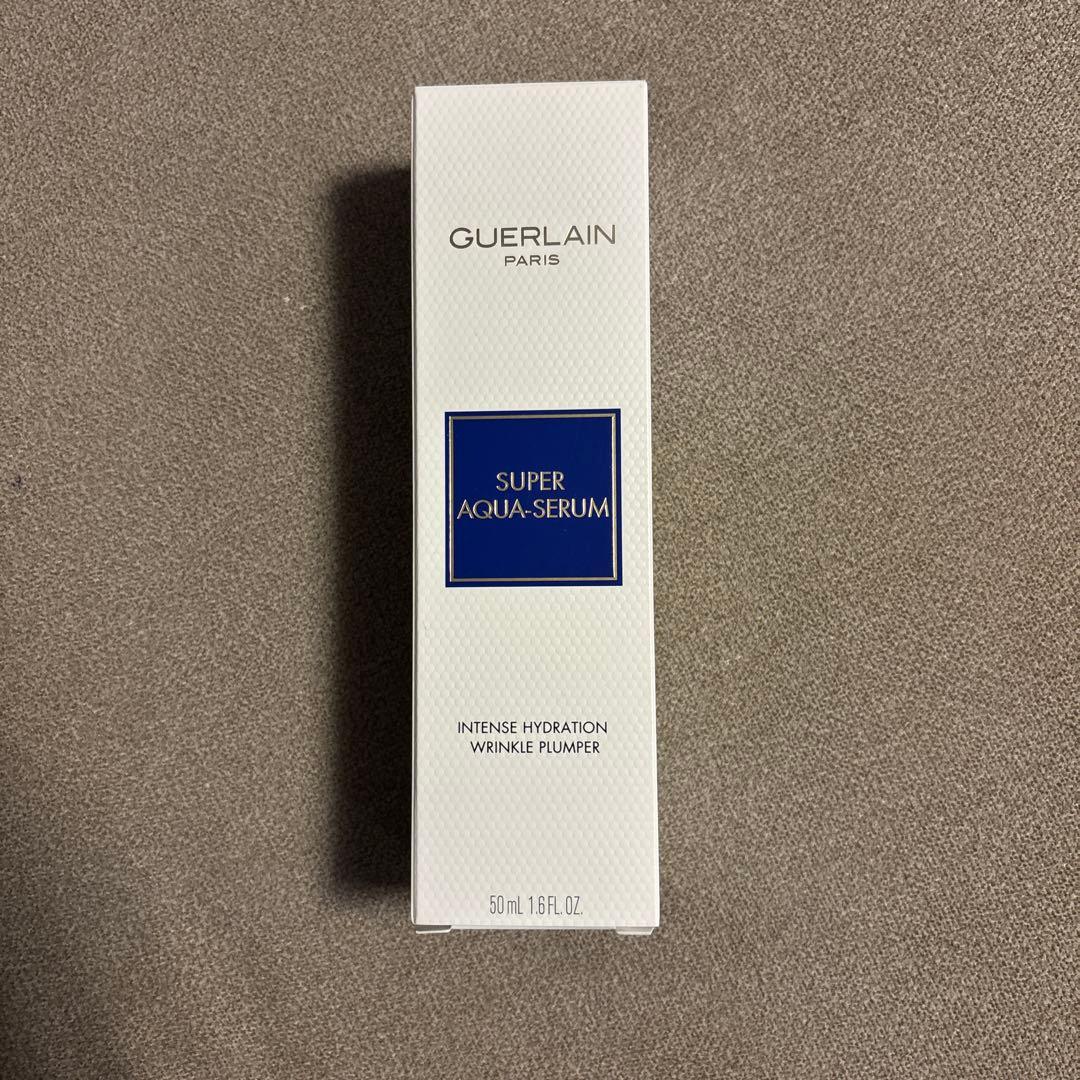 GUERLAIN
PARIS
SUPER
AQUA-SERUM
INTENSE HYDRATION
WRINKLE PLUMPER
50 mL 1.6 FL. OZ.